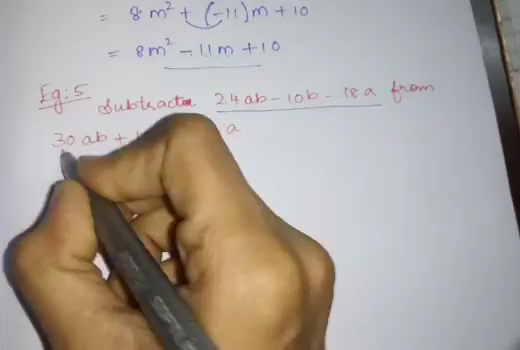 = 8m² + (-11)m + 10
= 8m² - 11m + 10
Eg:5 Subtract 24ab - 10b - 18a from
30ab + a